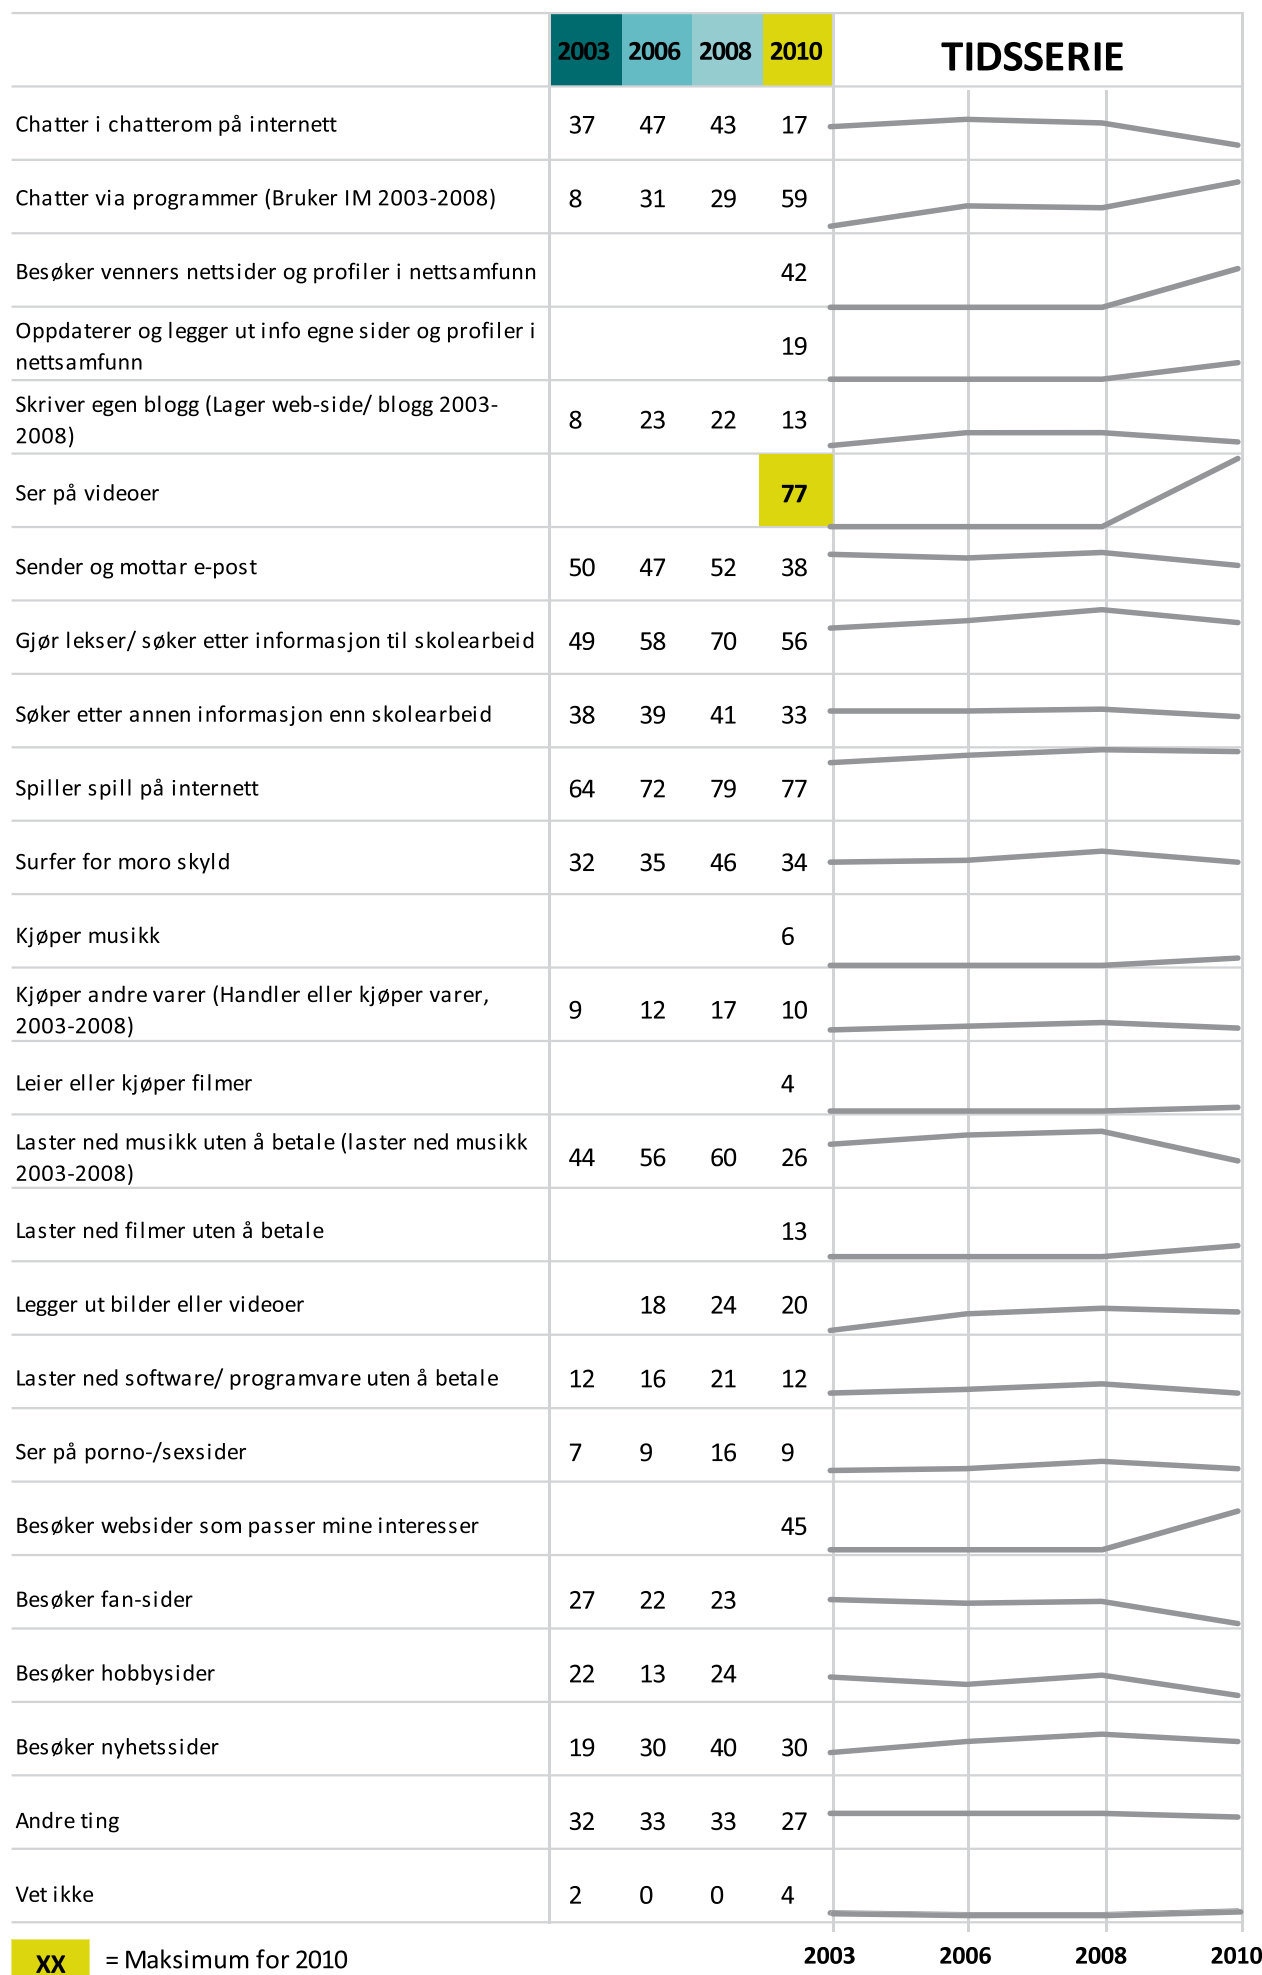 2003 2006 2008 2010 TIDSSERIE
Chatter i chatterom på internett 37 47 43 17
Chatter via programmer (Bruker IM 2003-2008) 8 31 29 59
Besøker venners nettsider og profiler i nettsamfunn 42
Oppdaterer og legger ut info egne sider og profiler i
nettsamfunn 19
Skriver egen blogg (Lager web-side/ blogg 2003-
2008) 8 23 22 13
Ser på videoer 77
Sender og mottar e-post 50 47 52 38
Gjør lekser/ søker etter informasjon til skolearbeid 49 58 70 56
Søker etter annen informasjon enn skolearbeid 38 39 41 33
Spiller spill på internett 64 72 79 77
Surfer for moro skyld 32 35 46 34
Kjøper musikk 6
Kjøper andre varer (Handler eller kjøper varer,
2003-2008) 9 12 17 10
Leier eller kjøper filmer 4
Laster ned musikk uten å betale (laster ned musikk
2003-2008) 44 56 60 26
Laster ned filmer uten å betale 13
Legger ut bilder eller videoer 18 24 20
Laster ned software/ programvare uten å betale 12 16 21 12
Ser på porno-/sexsider 7 9 16 9
Besøker websider som passer mine interesser 45
Besøker fan-sider 27 22 23
Besøker hobbysider 22 13 24
Besøker nyhetssider 19 30 40 30
Andre ting 32 33 33 27
Vet ikke 2 0 0 4
XX = Maksimum for 2010 2003 2006 2008 2010